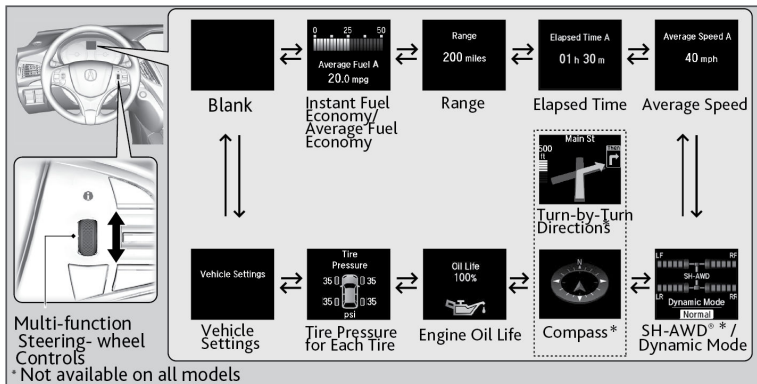 0 25 50
Average Fuel A
20.0 mpg
Range
200 miles
Elapsed Time A
01 h 30 m
Average Speed A
40 mph
Blank
Instant Fuel
Economy/
Average Fuel
Economy
Range
Elapsed Time
Average Speed
Main St
500
ft
Turn-by-Turn
Directions*
Vehicle Settings
Tire
Pressure
35 35
35 35
psi
Oil Life
100%
N
LF RF
SH-AWD
LR RR
Dynamic Mode
Normal
Multi-function
Steering- wheel
Controls
Vehicle
Settings
Tire Pressure
for Each Tire
Engine Oil Life
Compass*
SH-AWD® * /
Dynamic Mode
* Not available on all models